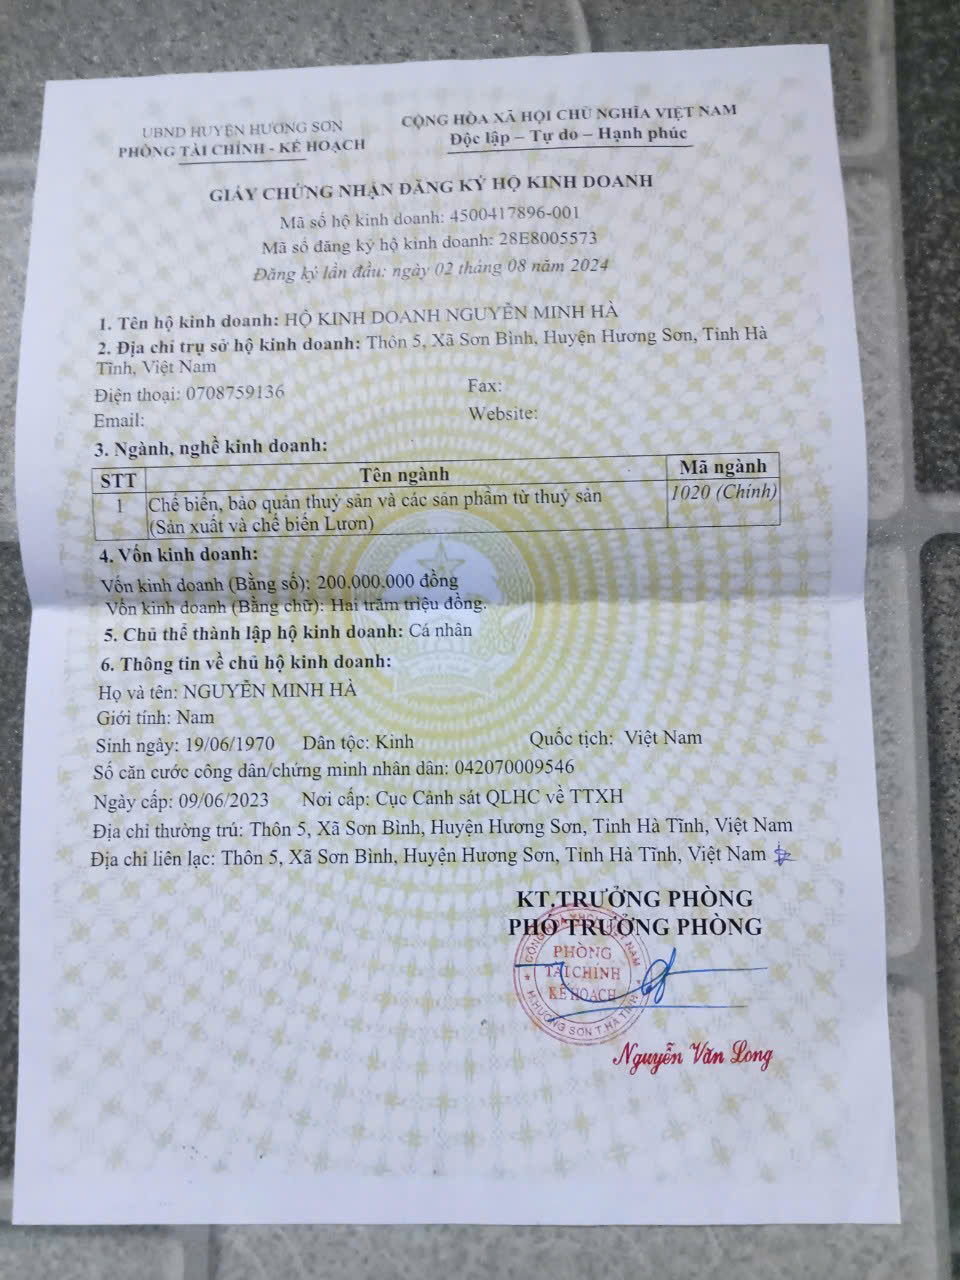 UBND HUYỆN HƯƠNG SƠN
PHÒNG TÀI CHÍNH - KẾ HOẠCH
CỘNG HÒA XÃ HỘI CHỦ NGHĨA VIỆT NAM
Độc lập – Tự do – Hạnh phúc
GIẤY CHỨNG NHẬN ĐĂNG KÝ HỘ KINH DOANH
Mã số hộ kinh doanh: 4500417896-001
Mã số đăng ký hộ kinh doanh: 28E8005573
Đăng ký lần đầu: ngày 02 tháng 08 năm 2024
1. Tên hộ kinh doanh: HỘ KINH DOANH NGUYỄN MINH HÀ
2. Địa chỉ trụ sở hộ kinh doanh: Thôn 5, Xã Sơn Bình, Huyện Hương Sơn, Tỉnh Hà
Tĩnh, Việt Nam
Điện thoại: 0708759136 Fax:
Email: Website:
3. Ngành, nghề kinh doanh:
STT Tên ngành Mã ngành
1 Chế biến, bảo quản thuỷ sản và các sản phẩm từ thuỷ sản 1020 (Chính)
(Sản xuất và chế biến Lươn)
4. Vốn kinh doanh:
Vốn kinh doanh (Bằng số): 200.000.000 đồng
Vốn kinh doanh (Bằng chữ): Hai trăm triệu đồng.
5. Chủ thể thành lập hộ kinh doanh: Cá nhân
6. Thông tin về chủ hộ kinh doanh:
Họ và tên: NGUYỄN MINH HÀ
Giới tính: Nam
Sinh ngày: 19/06/1970 Dân tộc: Kinh Quốc tịch: Việt Nam
Số căn cước công dân/chứng minh nhân dân: 042070009546
Ngày cấp: 09/06/2023 Nơi cấp: Cục Cảnh sát QLHC về TTXH
Địa chỉ thường trú: Thôn 5, Xã Sơn Bình, Huyện Hương Sơn, Tỉnh Hà Tĩnh, Việt Nam
Địa chỉ liên lạc: Thôn 5, Xã Sơn Bình, Huyện Hương Sơn, Tỉnh Hà Tĩnh, Việt Nam
KT.TRƯỞNG PHÒNG
PHÓ TRƯỞNG PHÒNG
PHÒNG
TÀI CHÍNH
KẾ HOẠCH
H.HƯƠNG SƠN T.HÀ TĨNH
Nguyễn Văn Long